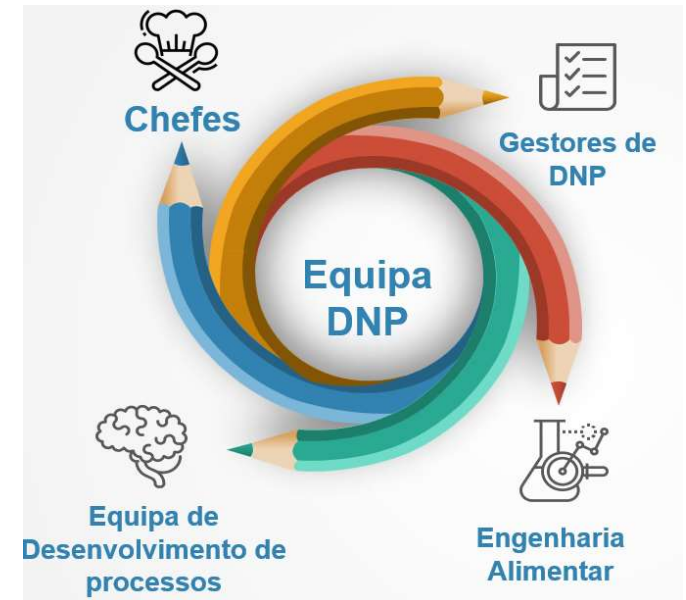 Chefes
Gestores de
DNP
Equipa
DNP
Equipa de
Desenvolvimento de
processos
Engenharia
Alimentar